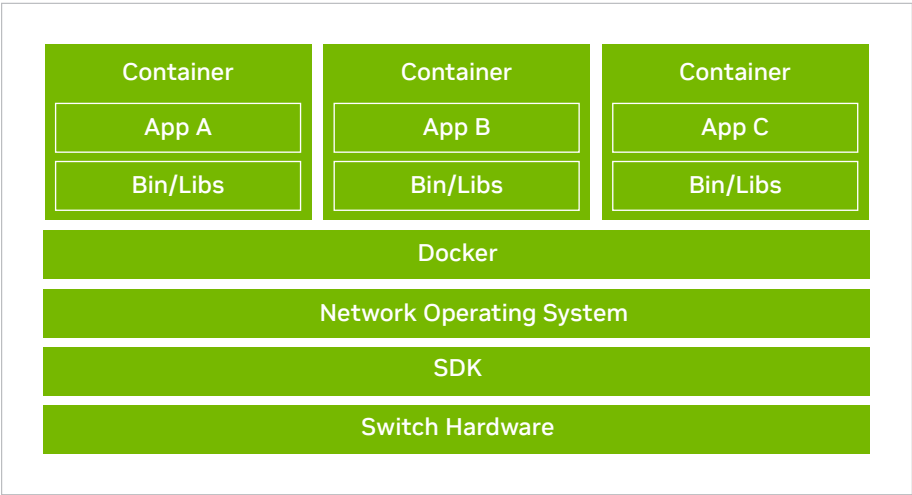 Container
App A
Bin/Libs
Container
App B
Bin/Libs
Container
App C
Bin/Libs
Docker
Network Operating System
SDK
Switch Hardware